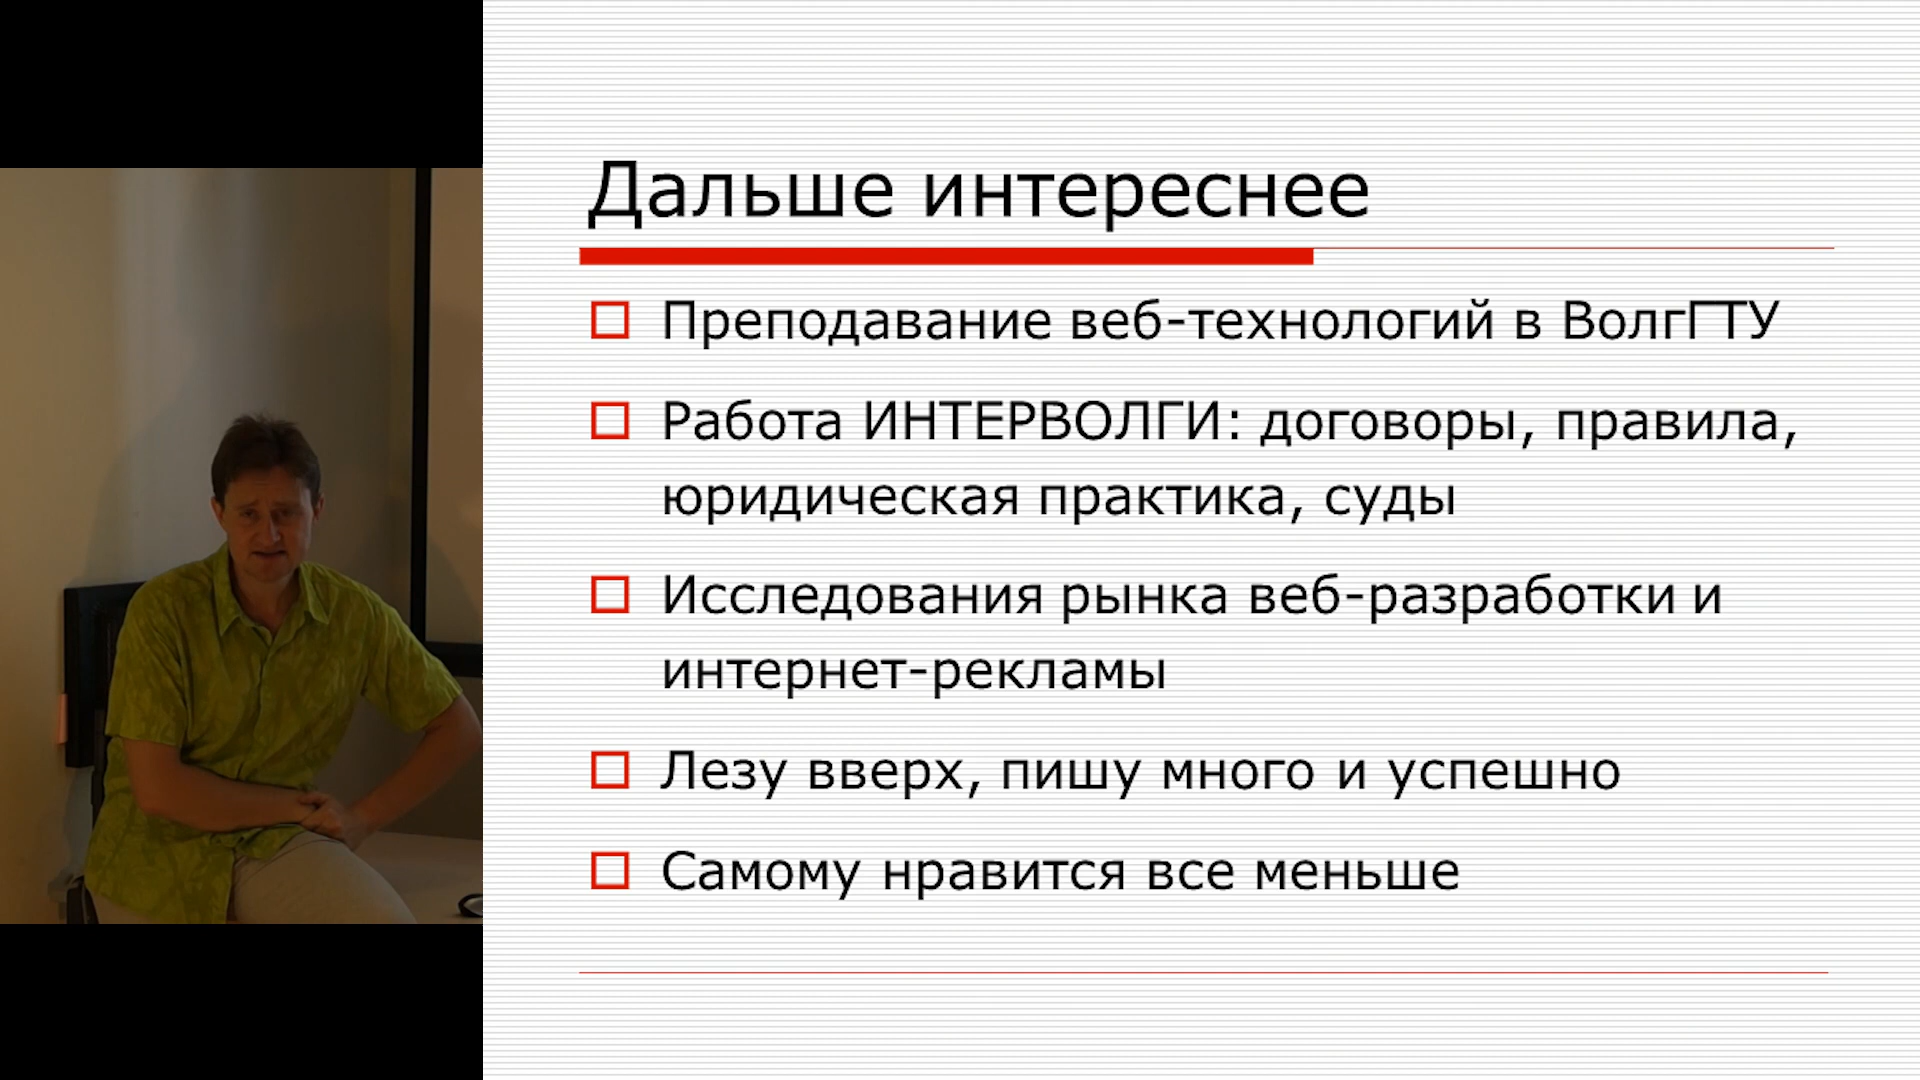 Дальше интереснее
Преподавание веб-технологий в ВолгГТУ
Работа ИНТЕРВОЛГИ: договоры, правила,
юридическая практика, суды
Исследования рынка веб-разработки и
интернет-рекламы
Лезу вверх, пишу много и успешно
Самому нравится все меньше